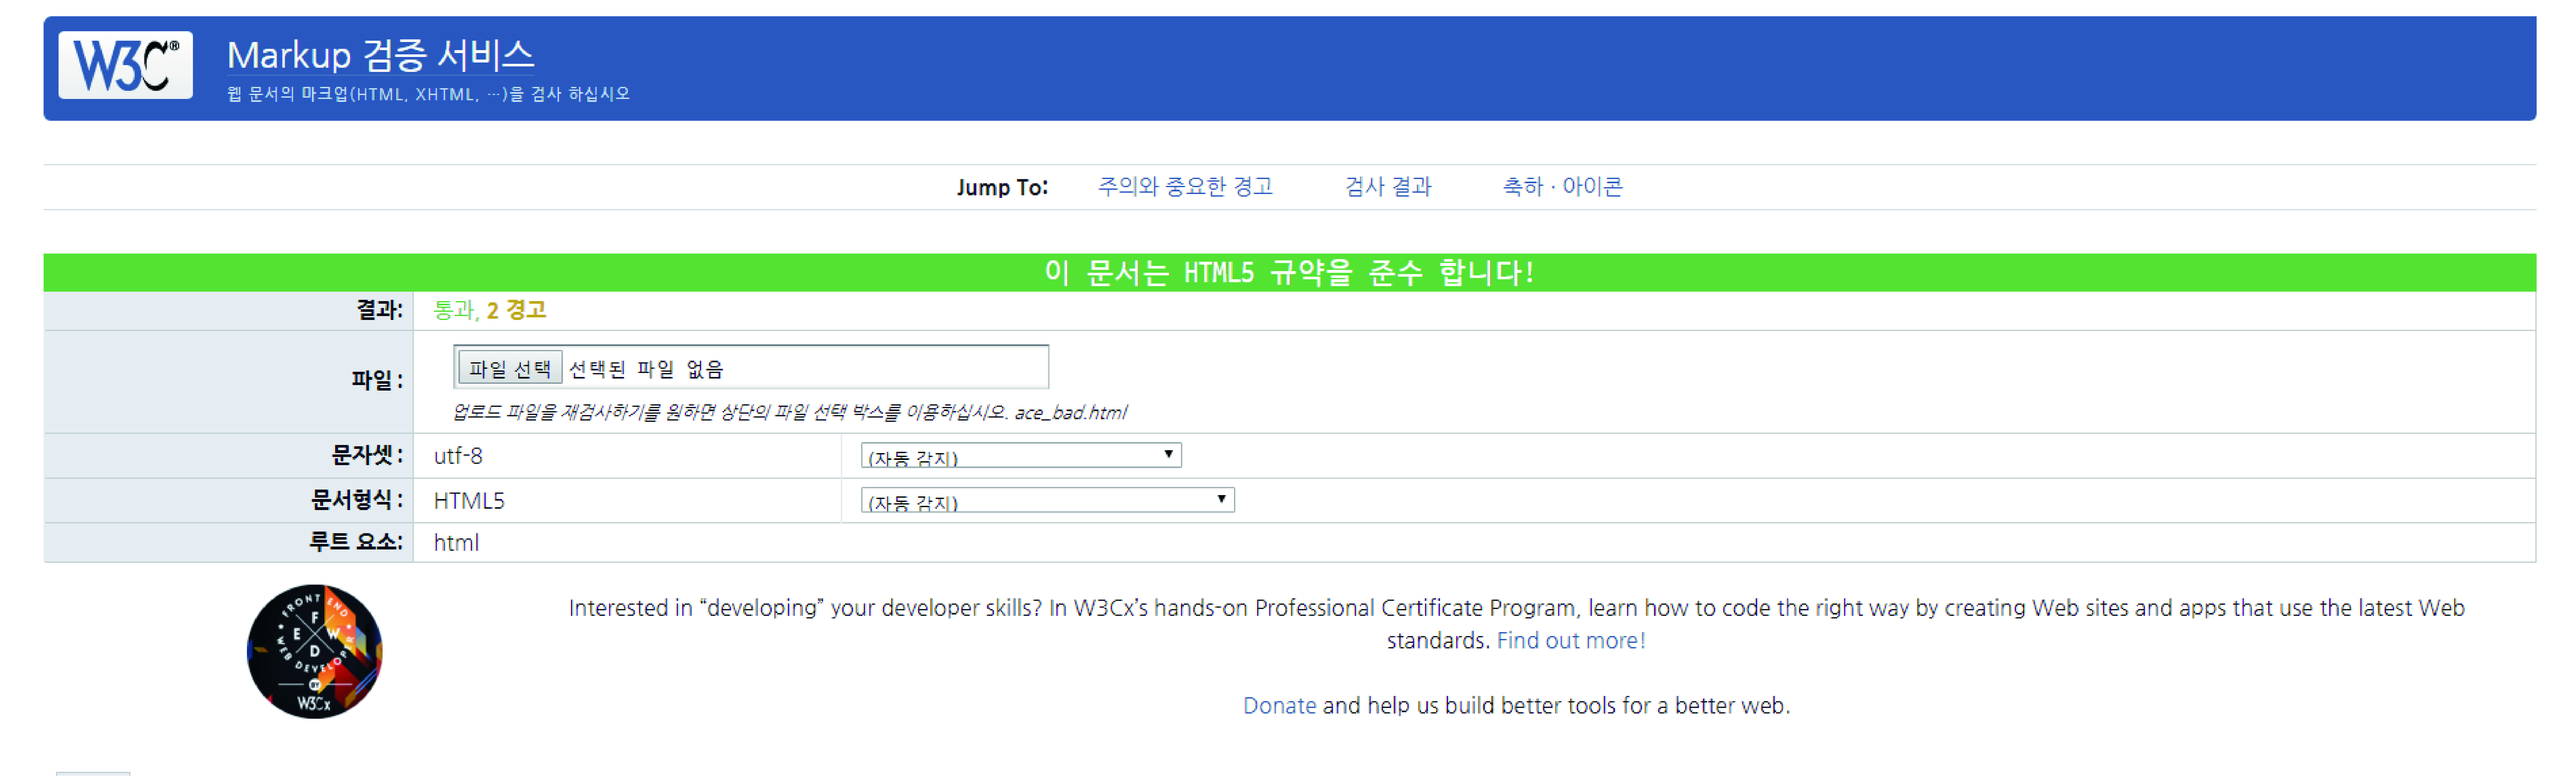 W3C®
Markup 검증 서비스
웹 문서의 마크업(HTML, XHTML, …)을 검사 하십시오
Jump To: 주의와 중요한 경고 검사 결과 축하 · 아이콘
이 문서는 HTML5 규약을 준수 합니다!
결과: 통과, 2 경고
파일 선택 선택된 파일 없음
파일 :
업로드 파일을 재검사하기를 원하면 상단의 파일 선택 박스를 이용하십시오. ace_bad.html
문자셋 : utf-8 (자동 감지)
문서형식 : HTML5 (자동 감지)
루트 요소: html
FRONT END
F
E W
D
WEB DEVELOPER
BY
W3Cx
Interested in “developing” your developer skills? In W3Cx’s hands-on Professional Certificate Program, learn how to code the right way by creating Web sites and apps that use the latest Web
standards. Find out more!
Donate and help us build better tools for a better web.